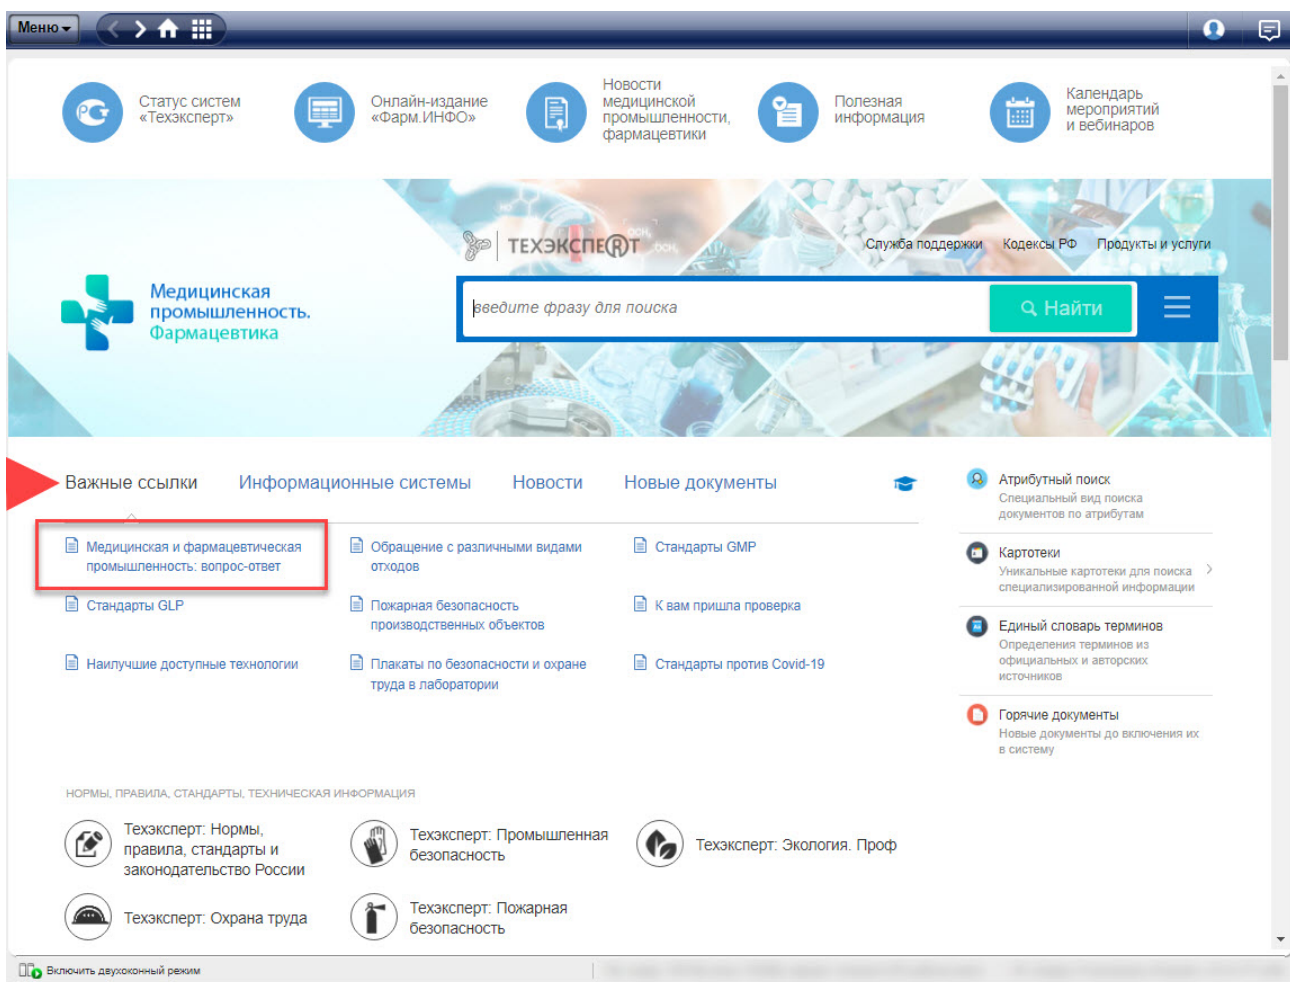 Меню
Статус систем
«Техэксперт»
Онлайн-издание
«Фарм.ИНФО»
Новости
медицинской
промышленности,
фармацевтики
Полезная
информация
Календарь
мероприятий
и вебинаров
ТЕХЭКСПЕ(R)Т
Служба поддержки
Кодексы РФ
Продукты и услуги
Медицинская
промышленность.
Фармацевтика
введите фразу для поиска
Найти
Важные ссылки
Информационные системы
Новости
Новые документы
Медицинская и фармацевтическая
промышленность: вопрос-ответ
Обращение с различными видами
отходов
Стандарты GMP
Стандарты GLP
Пожарная безопасность
производственных объектов
К вам пришла проверка
Наилучшие доступные технологии
Плакаты по безопасности и охране
труда в лаборатории
Стандарты против Covid-19
Атрибутный поиск
Специальный вид поиска
документов по атрибутам
Картотеки
Уникальные картотеки для поиска
специализированной информации
Единый словарь терминов
Определения терминов из
официальных и авторских
источников
Горячие документы
Новые документы до включения их
в систему
НОРМЫ, ПРАВИЛА, СТАНДАРТЫ, ТЕХНИЧЕСКАЯ ИНФОРМАЦИЯ
Техэксперт: Нормы,
правила, стандарты и
законодательство России
Техэксперт: Промышленная
безопасность
Техэксперт: Экология. Проф
Техэксперт: Охрана труда
Техэксперт: Пожарная
безопасность
Включить двухоконный режим